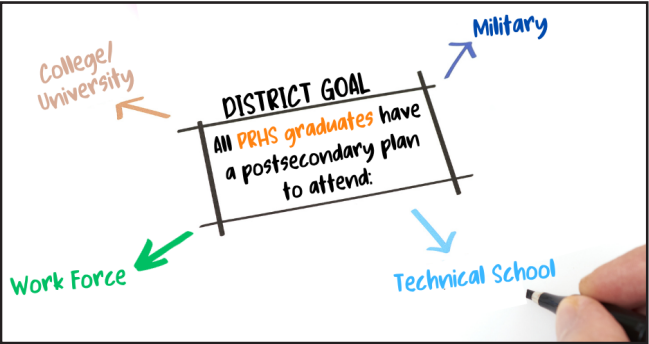 Military
College/
University
DISTRICT GOAL
All PRHS graduates have
a postsecondary plan
to attend:
Work Force
Technical School